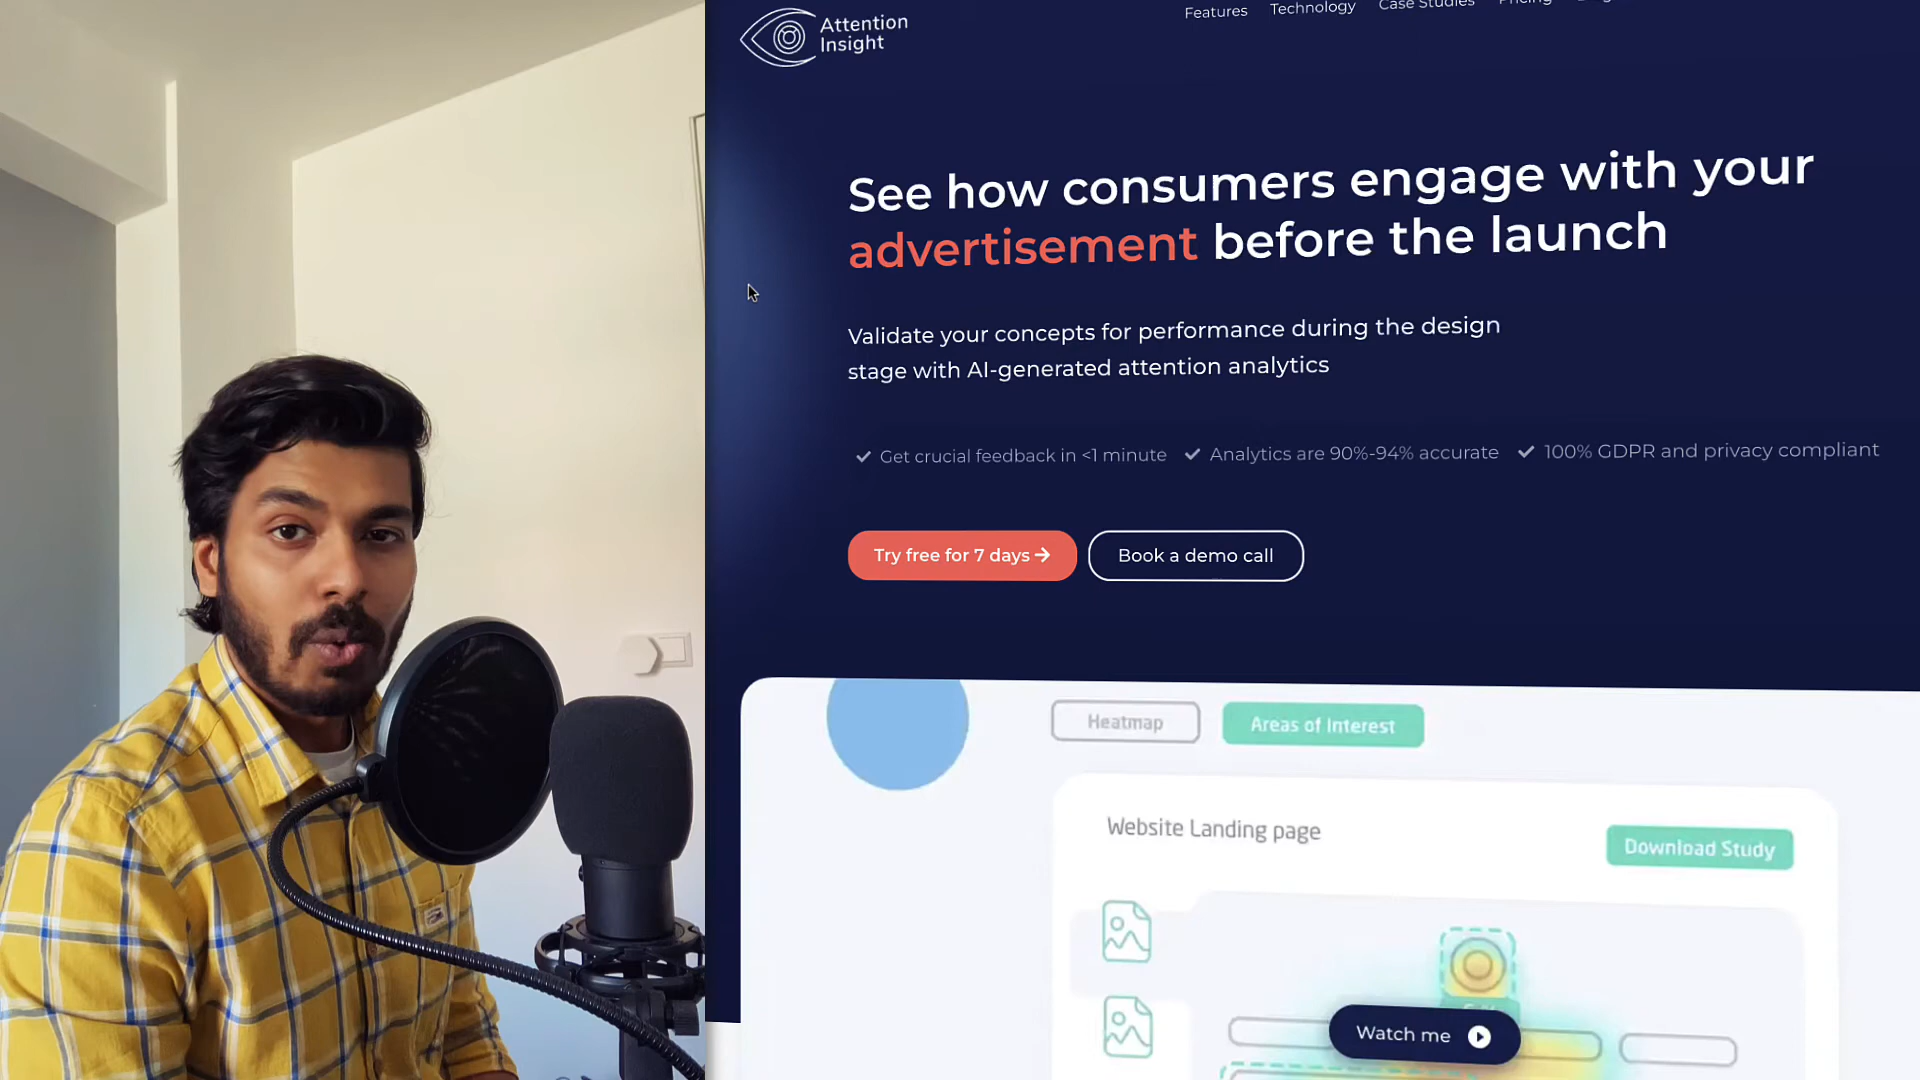 Attention
Insight
Features Technology Case Studies Pricing
See how consumers engage with your
advertisement before the launch
Validate your concepts for performance during the design
stage with AI-generated attention analytics
Get crucial feedback in <1 minute Analytics are 90%-94% accurate 100% GDPR and privacy compliant
Try free for 7 days Book a demo call
Heatmap Areas of Interest
Website Landing page
Download Study
Watch me